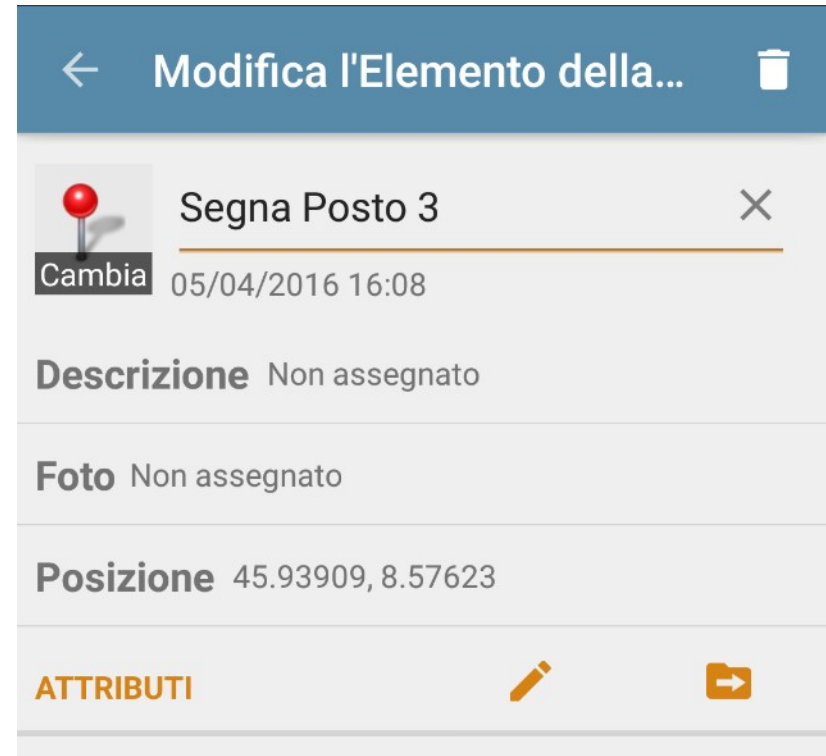 Modifica l'Elemento della...
Segna Posto 3
Cambia
05/04/2016 16:08
Descrizione Non assegnato
Foto Non assegnato
Posizione 45.93909, 8.57623
ATTRIBUTI